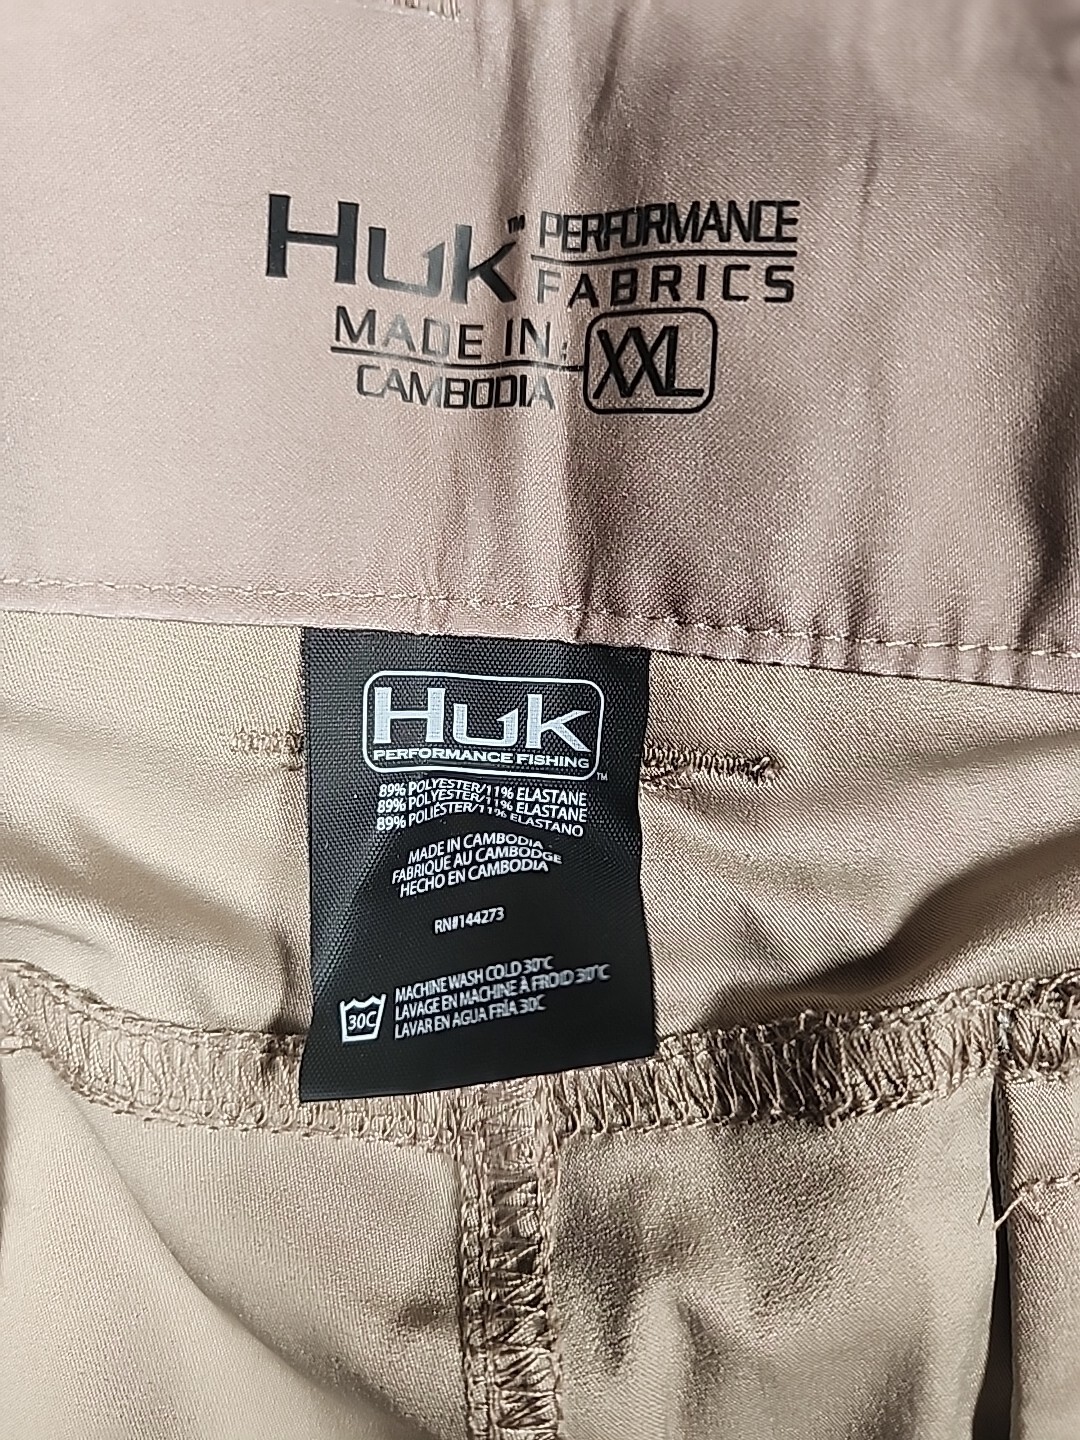 HUK™ PERFORMANCE
FABRICS
MADE IN: XXL
CAMBODIA
HUK
PERFORMANCE FISHING™
89% POLYESTER/11% ELASTANE
89% POLYESTER/11% ELASTANE
89% POLIÉSTER/11% ELASTANO
MADE IN CAMBODIA
FABRIQUE AU CAMBODGE
HECHO EN CAMBODIA
RN#144273
MACHINE WASH COLD 30°C
LAVAGE EN MACHINE À FROID 30°C
30C LAVAR EN AGUA FRÍA 30C